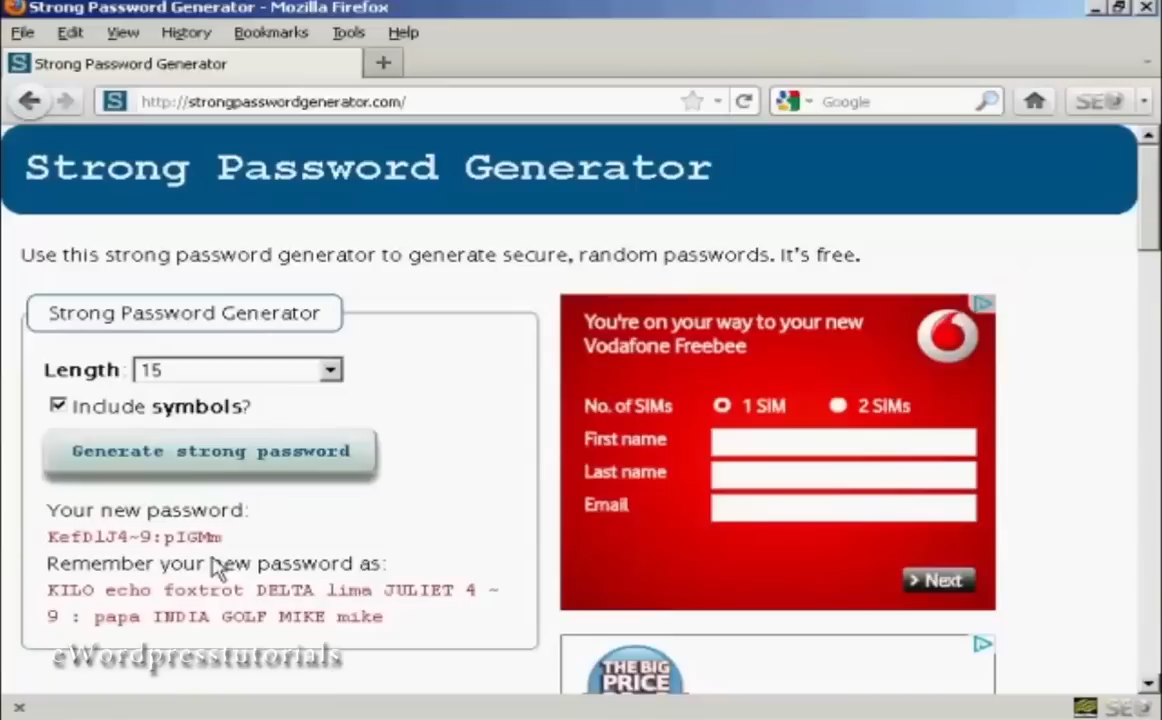 Strong Password Generator - Mozilla Firefox
File Edit View History Bookmarks Tools Help
S Strong Password Generator +
S http://strongpasswordgenerator.com/ Google SEO
Strong Password Generator
Use this strong password generator to generate secure, random passwords. It's free.
Strong Password Generator
Length: 15
Include symbols?
Generate strong password
Your new password:
KefDlJ4~9:pIGMm
Remember your new password as:
KILO echo foxtrot DELTA lima JULIET 4 ~
9 : papa INDIA GOLF MIKE mike
eWordpresstutorials
You're on your way to your new
Vodafone Freebee
No. of SIMs 1 SIM 2 SIMs
First name
Last name
Email
> Next
THE BIG
PRICE
SEO